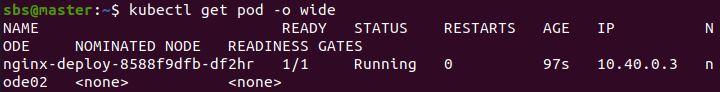 sbs@master:~$ kubectl get pod -o wide
NAME                            READY   STATUS    RESTARTS   AGE   IP          N
ODE     NOMINATED NODE   READINESS GATES
nginx-deploy-8588f9dfb-df2hr   1/1     Running   0          97s   10.40.0.3   n
ode02   <none>           <none>